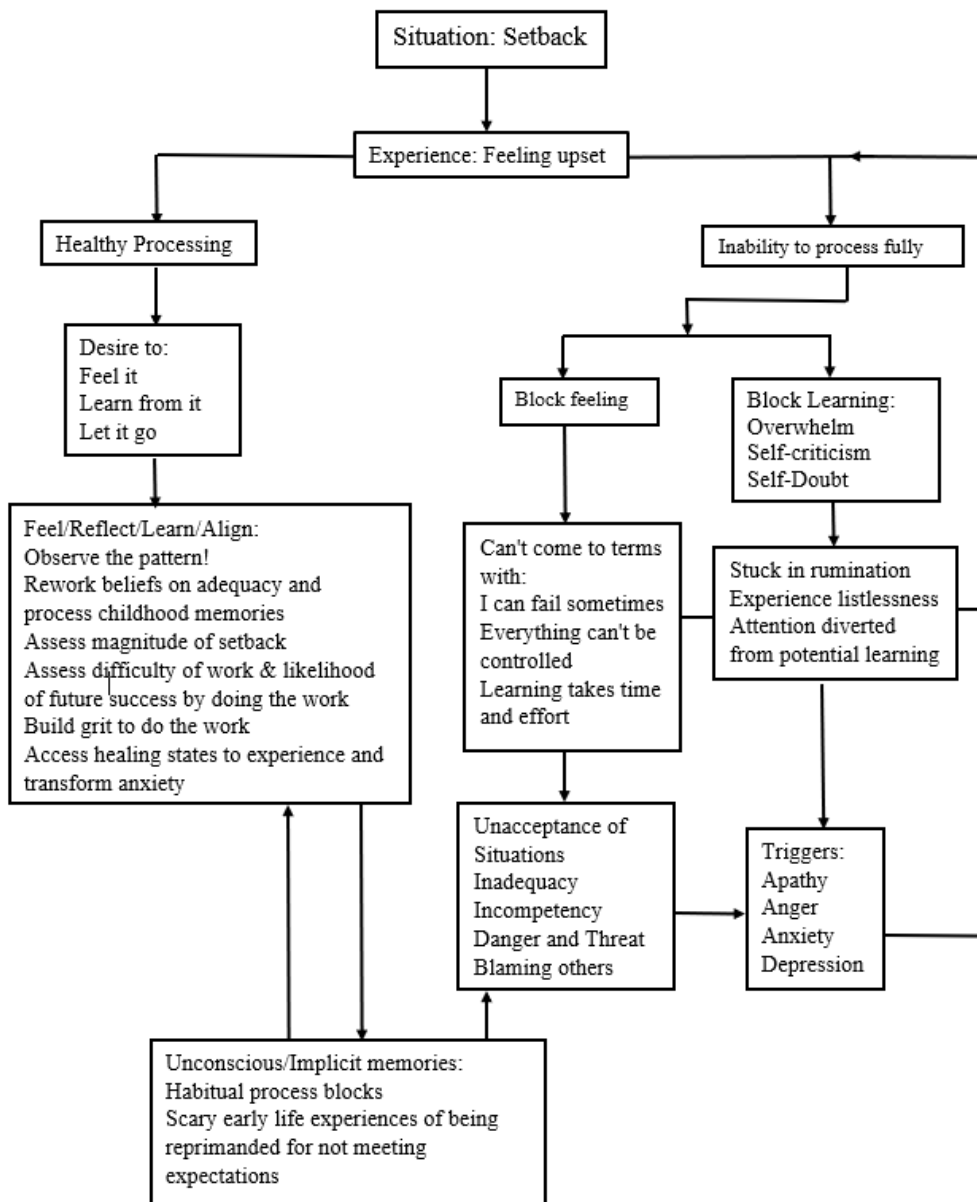 Situation: Setback
Experience: Feeling upset
Healthy Processing
Inability to process fully
Desire to:
Feel it
Learn from it
Let it go
Block feeling
Block Learning:
Overwhelm
Self-criticism
Self-Doubt
Feel/Reflect/Learn/Align:
Observe the pattern!
Rework beliefs on adequacy and
process childhood memories
Assess magnitude of setback
Assess difficulty of work & likelihood
of future success by doing the work
Build grit to do the work
Access healing states to experience and
transform anxiety
Can't come to terms
with:
I can fail sometimes
Everything can't be
controlled
Learning takes time
and effort
Stuck in rumination
Experience listlessness
Attention diverted
from potential learning
Unacceptance of
Situations
Inadequacy
Incompetency
Danger and Threat
Blaming others
Triggers:
Apathy
Anger
Anxiety
Depression
Unconscious/Implicit memories:
Habitual process blocks
Scary early life experiences of being
reprimanded for not meeting
expectations